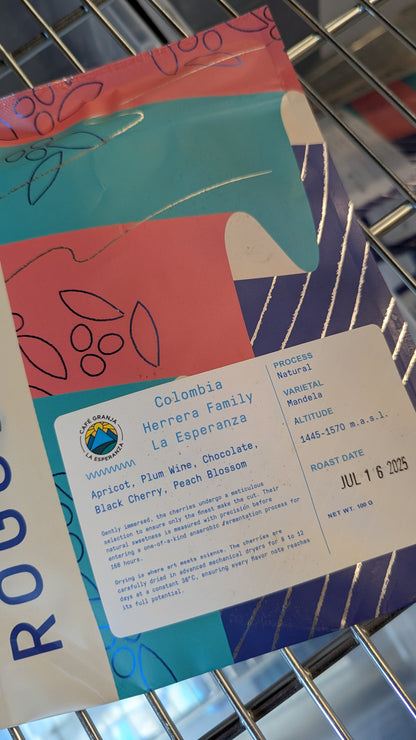 ROGU
CAFÉ GRANJA
LA ESPERANZA
Colombia
Herrera Family
La Esperanza
Apricot, Plum Wine, Chocolate,
Black Cherry, Peach Blossom
Gently immersed, the cherries undergo a meticulous
selection to ensure only the finest make the cut. Their
natural sweetness is measured with precision before
entering a one-of-a-kind anaerobic fermentation process for
168 hours.
Drying is where art meets science. The cherries are
carefully dried in advanced mechanical dryers for 8 to 12
days at a constant 38°C, ensuring every flavor note reaches
its full potential.
PROCESS
Natural
VARIETAL
Mandela
ALTITUDE
1445-1570 m.a.s.l.
ROAST DATE
JUL 16 2025
NET WT. 100 G